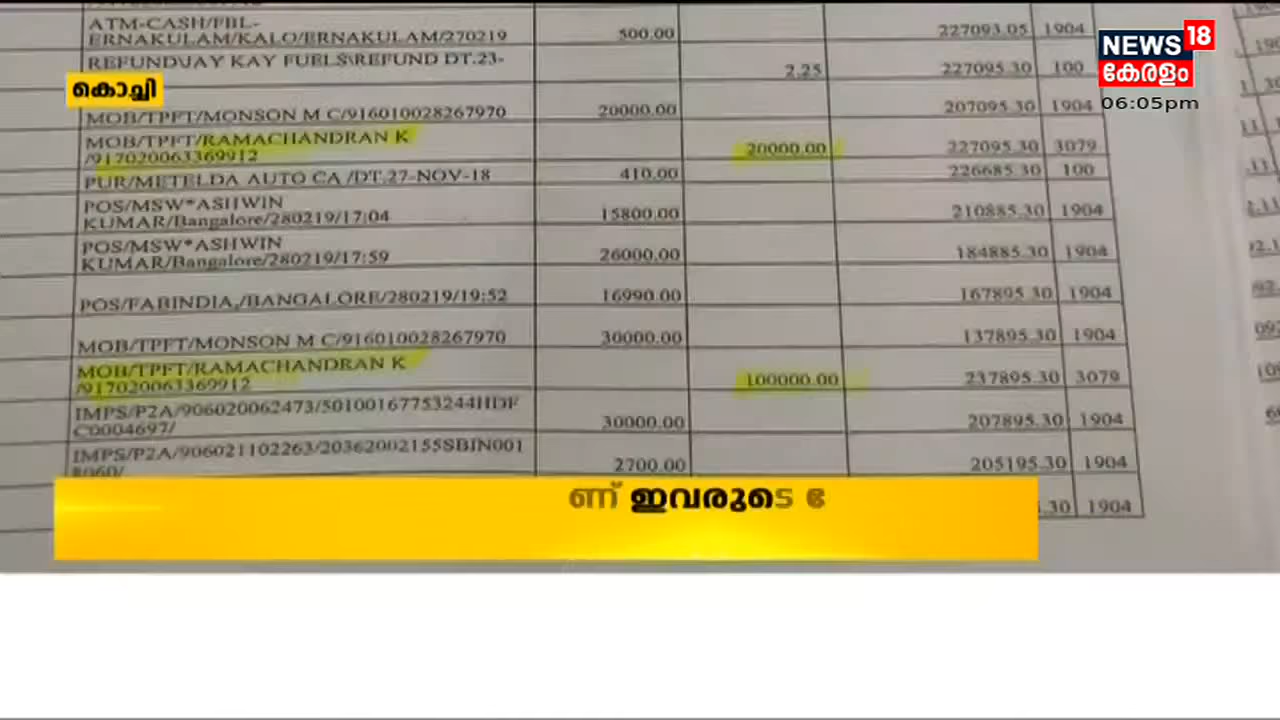 ATM-CASH/FBL-
ERNAKULAM/KALO/ERNAKULAM/270219 500.00 227093.05 1904
REFUND\JAY KAY FUELS\REFUND DT.23- 2.25 227095.30 100
NEWS 18
കേരളം
06:05pm
കൊച്ചി
MOB/TPFT/MONSON M C/916010028267970 20000.00 207095.30 1904
MOB/TPFT/RAMACHANDRAN K
/917020063369912 20000.00 227095.30 3079
PUR/METELDA AUTO CA /DT.27-NOV-18 410.00 226685.30 100
POS/MSW*ASHWIN
KUMAR/Bangalore/280219/17:04 15800.00 210885.30 1904
POS/MSW*ASHWIN
KUMAR/Bangalore/280219/17:59 26000.00 184885.30 1904
POS/FABINDIA,/BANGALORE/280219/19:52 16990.00 167895.30 1904
MOB/TPFT/MONSON M C/916010028267970 30000.00 137895.30 1904
MOB/TPFT/RAMACHANDRAN K
/917020063369912 100000.00 237895.30 3079
IMPS/P2A/906020062473/50100167753244HDF
C0004697/ 30000.00 207895.30 1904
IMPS/P2A/906021102263/20362002155SBIN001
8060/ 2700.00 205195.30 1904
.30 1904
ണ് ഇവരുടെ